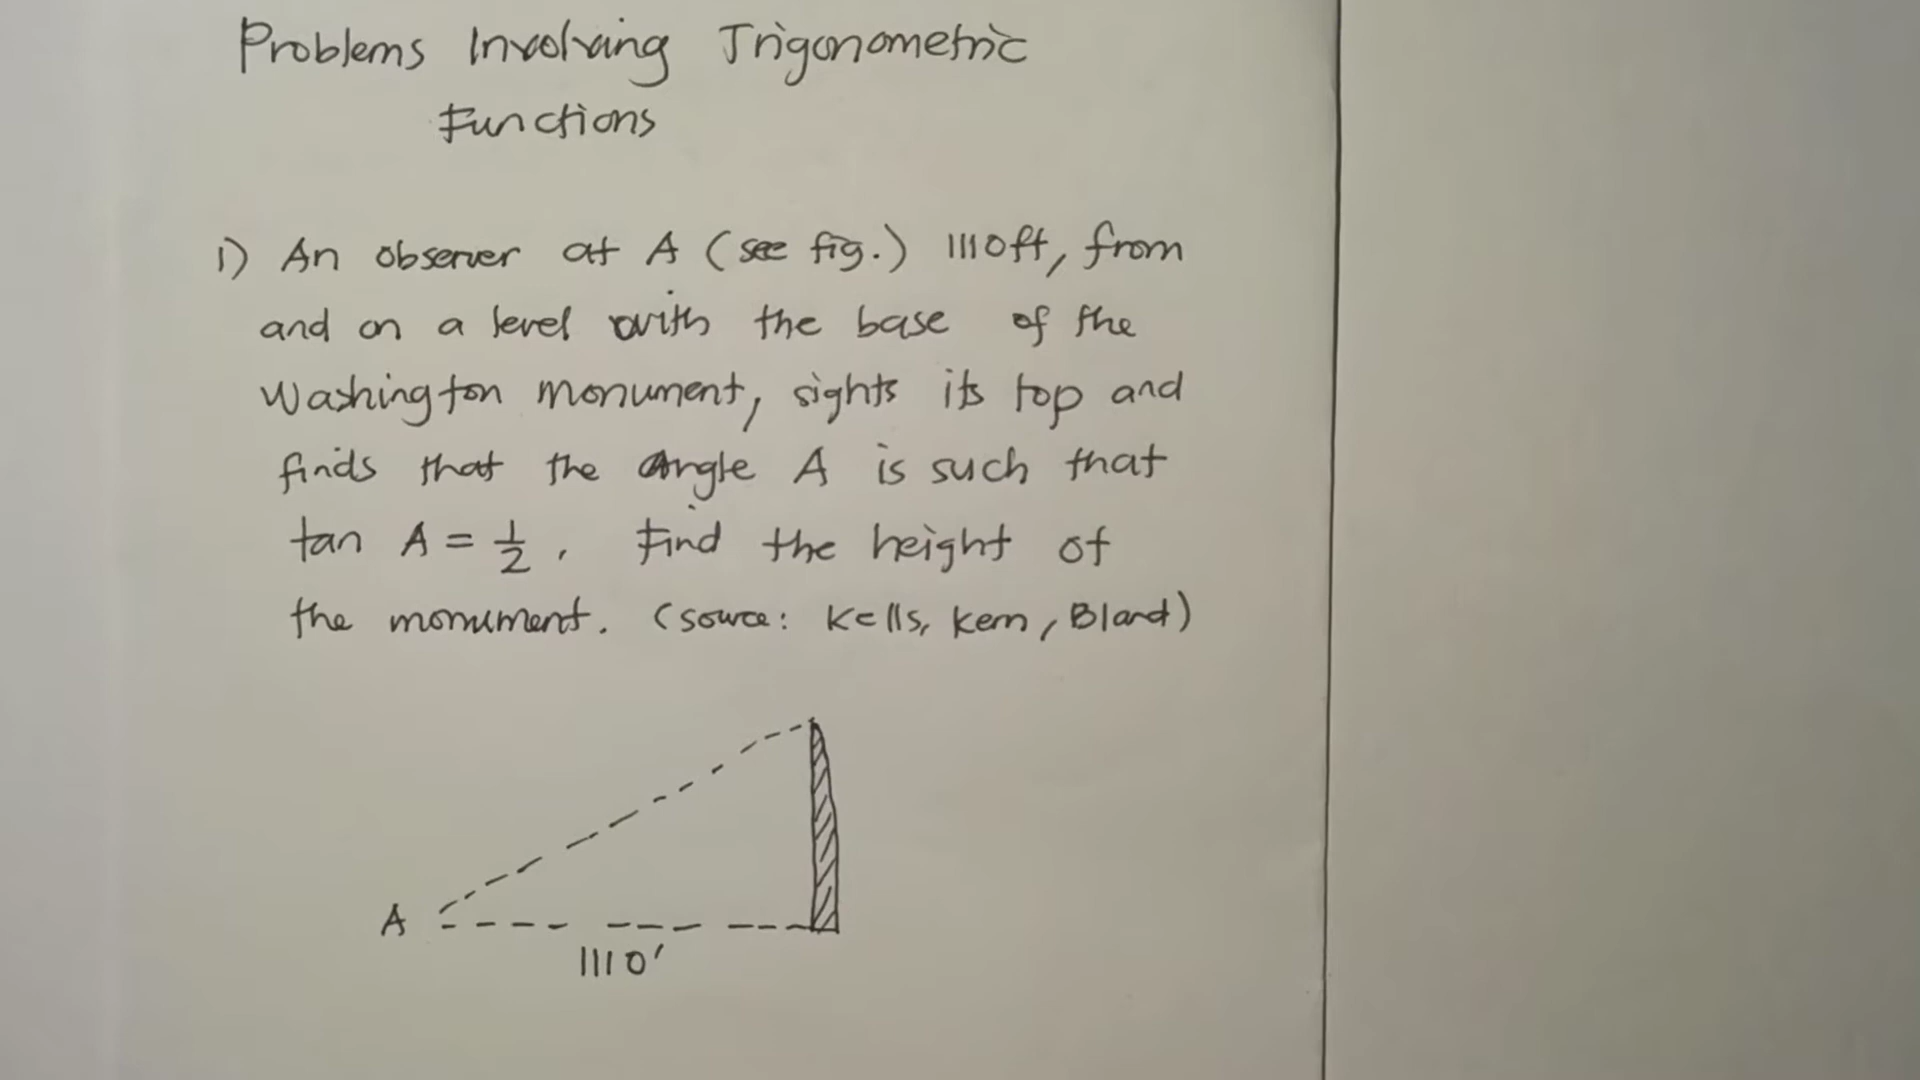 Problems Involving Trigonometric
Functions
1) An observer at A (see fig.) 1110ft, from
and on a level with the base of the
Washington monument, sights its top and
finds that the angle A is such that
tan A = 1/2 . Find the height of
the monument. (source: Kells, Kern, Bland)
A
1110'